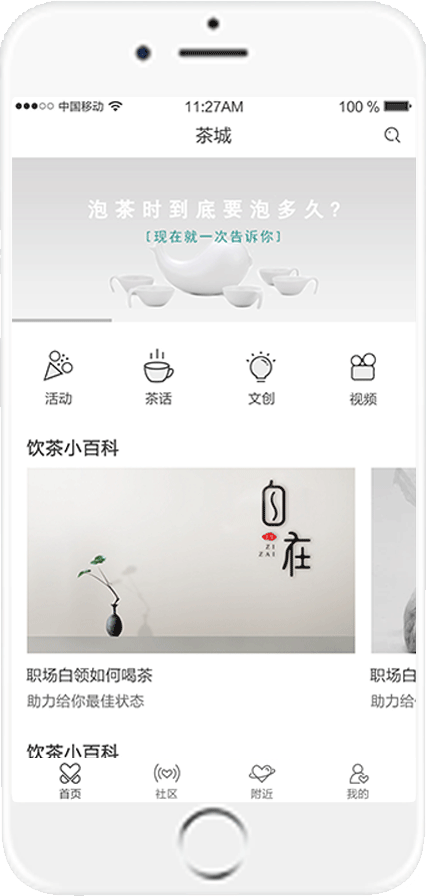 中国移动
11:27AM
100 %
茶城
泡茶时到底要泡多久?
[现在就一次告诉你]
活动
茶话
文创
视频
饮茶小百科
自在
ZI
ZAI
职场白领如何喝茶
职场白
助力给你最佳状态
助力给
饮茶小百科
首页
社区
附近
我的